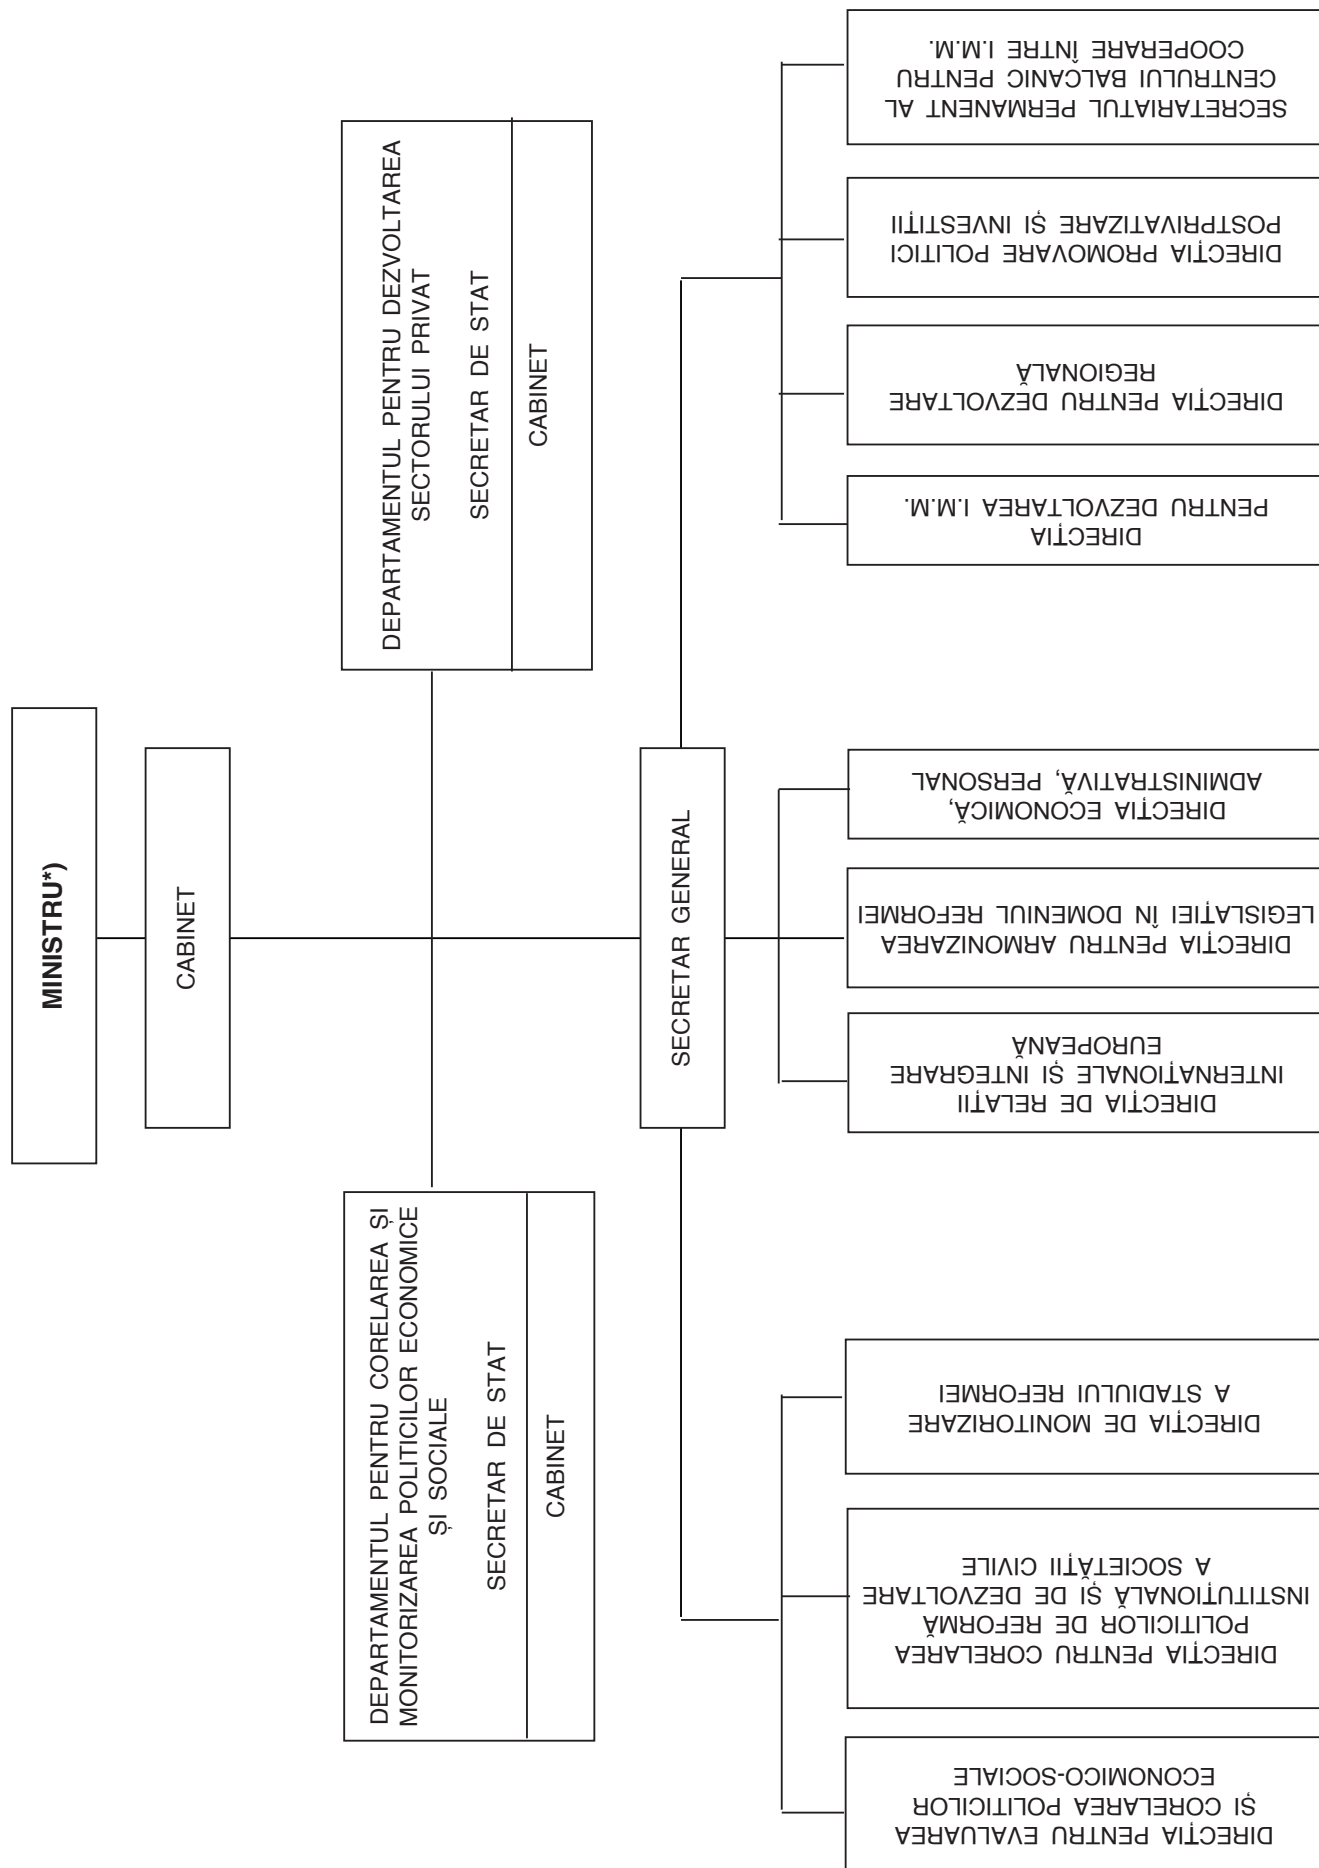 MINISTRU*)
CABINET
DEPARTAMENTUL PENTRU CORELAREA ȘI
MONITORIZAREA POLITICILOR ECONOMICE
ȘI SOCIALE
SECRETAR DE STAT
CABINET
DEPARTAMENTUL PENTRU DEZVOLTAREA
SECTORULUI PRIVAT
SECRETAR DE STAT
CABINET
SECRETAR GENERAL
DIRECȚIA PENTRU EVALUAREA
ȘI CORELAREA POLITICILOR
ECONOMICO-SOCIALE
DIRECȚIA PENTRU CORELAREA
POLITICILOR DE REFORMĂ
INSTITUȚIONALĂ ȘI DE DEZVOLTARE
A SOCIETĂȚII CIVILE
DIRECȚIA DE MONITORIZARE
A STADIULUI REFORMEI
DIRECȚIA DE RELAȚII
INTERNAȚIONALE ȘI INTEGRARE
EUROPEANĂ
DIRECȚIA PENTRU ARMONIZAREA
LEGISLAȚIEI ÎN DOMENIUL REFORMEI
DIRECȚIA ECONOMICĂ,
ADMINISTRATIVĂ, PERSONAL
DIRECȚIA
PENTRU DEZVOLTAREA I.M.M.
DIRECȚIA PENTRU DEZVOLTARE
REGIONALĂ
DIRECȚIA PROMOVARE POLITICI
POSTPRIVATIZARE ȘI INVESTIȚII
SECRETARIATUL PERMANENT AL
CENTRULUI BALCANIC PENTRU
COOPERARE ÎNTRE I.M.M.